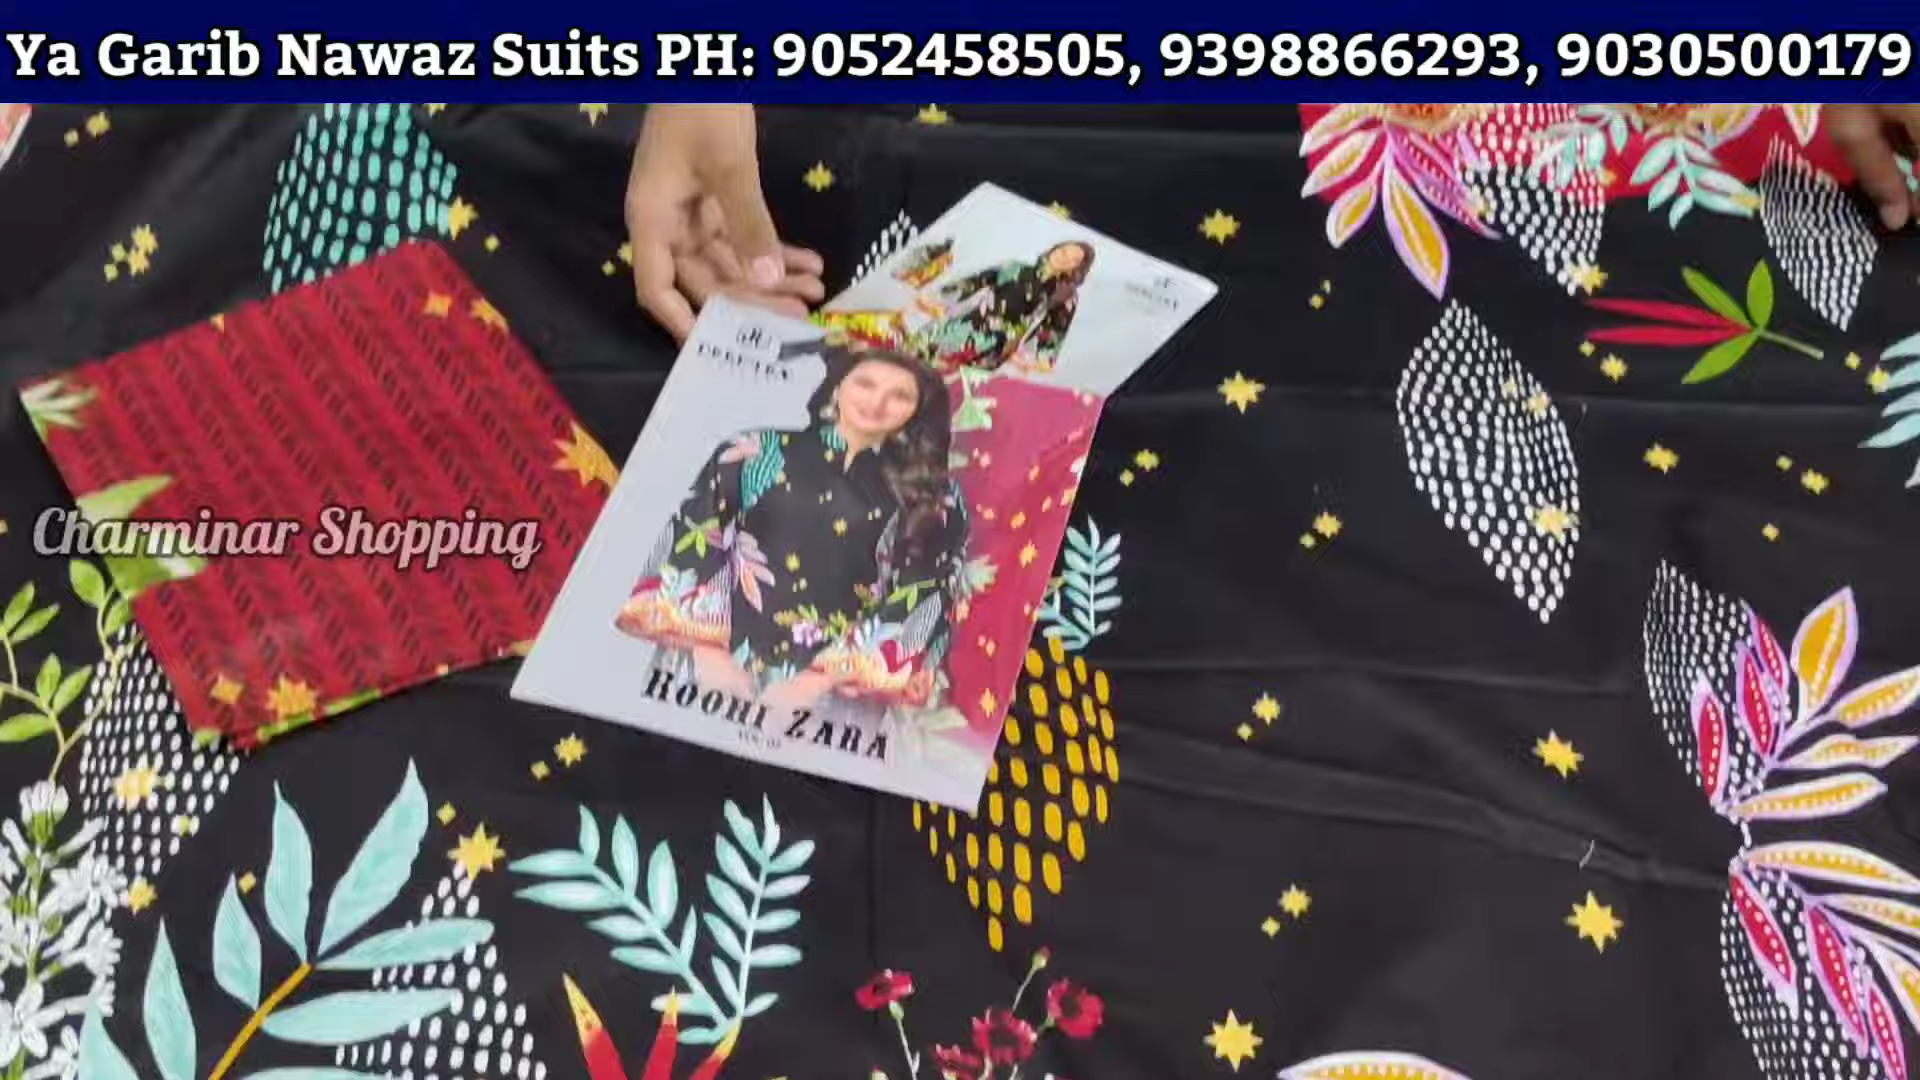 Ya Garib Nawaz Suits PH: 9052458505, 9398866293, 9030500179
Charminar Shopping
ROOHI ZARA